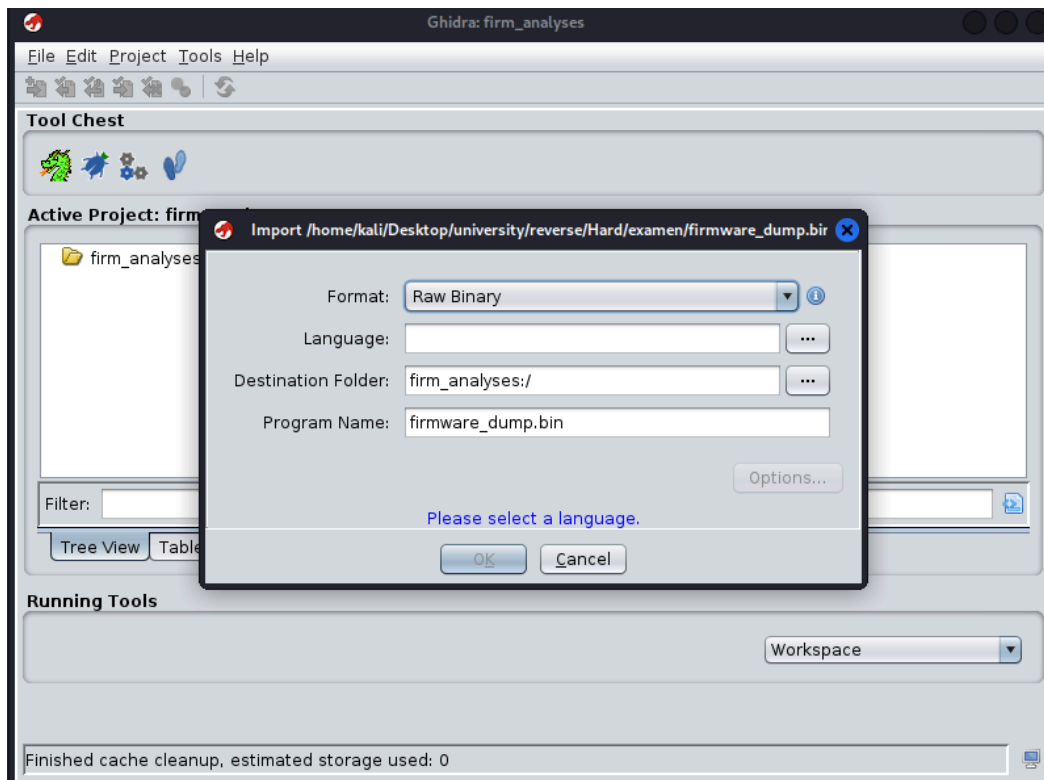 Ghidra: firm_analyses
File Edit Project Tools Help
Tool Chest
Active Project: firm
Import /home/kali/Desktop/university/reverse/Hard/examen/firmware_dump.bin
firm_analyses
Format: Raw Binary
Language: ...
Destination Folder: firm_analyses:/ ...
Program Name: firmware_dump.bin
Options...
Filter:
Please select a language.
Tree View Table
OK Cancel
Running Tools
Workspace
Finished cache cleanup, estimated storage used: 0